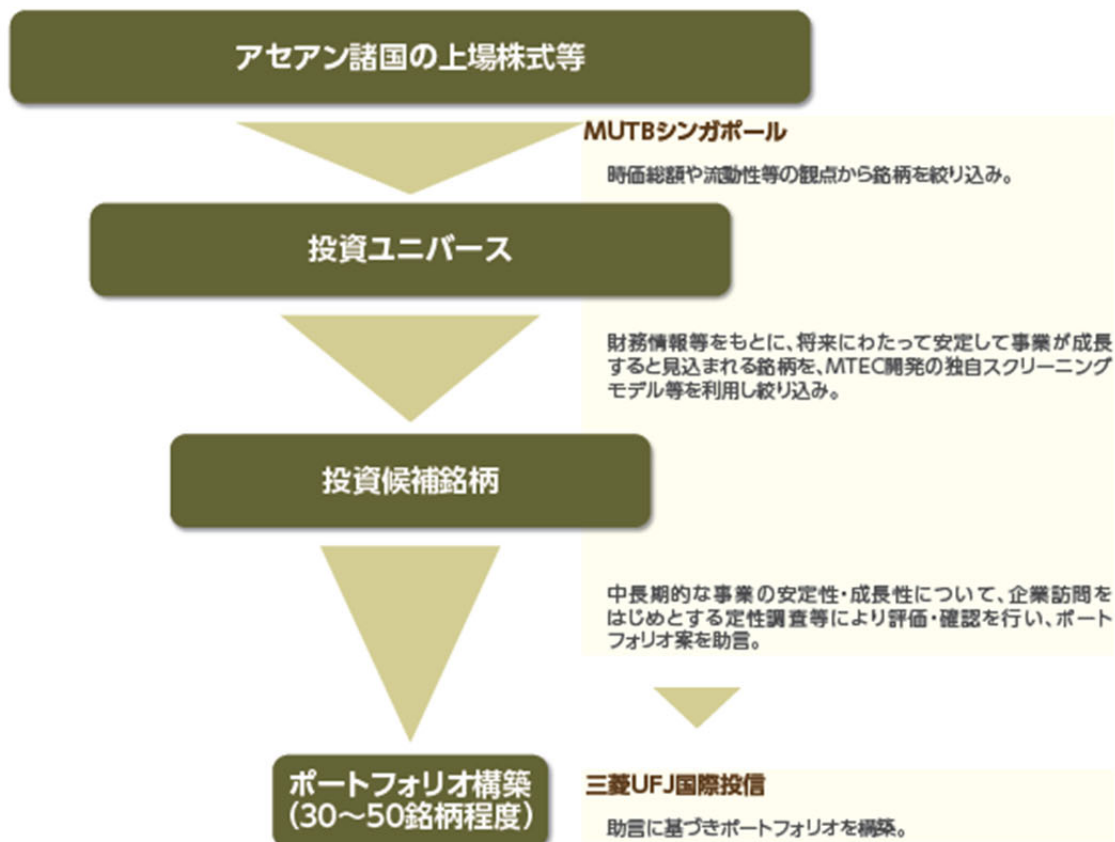 アセアン諸国の上場株式等
MUTBシンガポール
時価総額や流動性等の観点から銘柄を絞り込み。
投資ユニバース
財務情報等をもとに、将来にわたって安定して事業が成長
すると見込まれる銘柄を、MTEC開発の独自スクリーニング
モデル等を利用し絞り込み。
投資候補銘柄
中長期的な事業の安定性・成長性について、企業訪問を
はじめとする定性調査等により評価・確認を行い、ポート
フォリオ案を助言。
ポートフォリオ構築
(30〜50銘柄程度)
三菱UFJ国際投信
助言に基づきポートフォリオを構築。